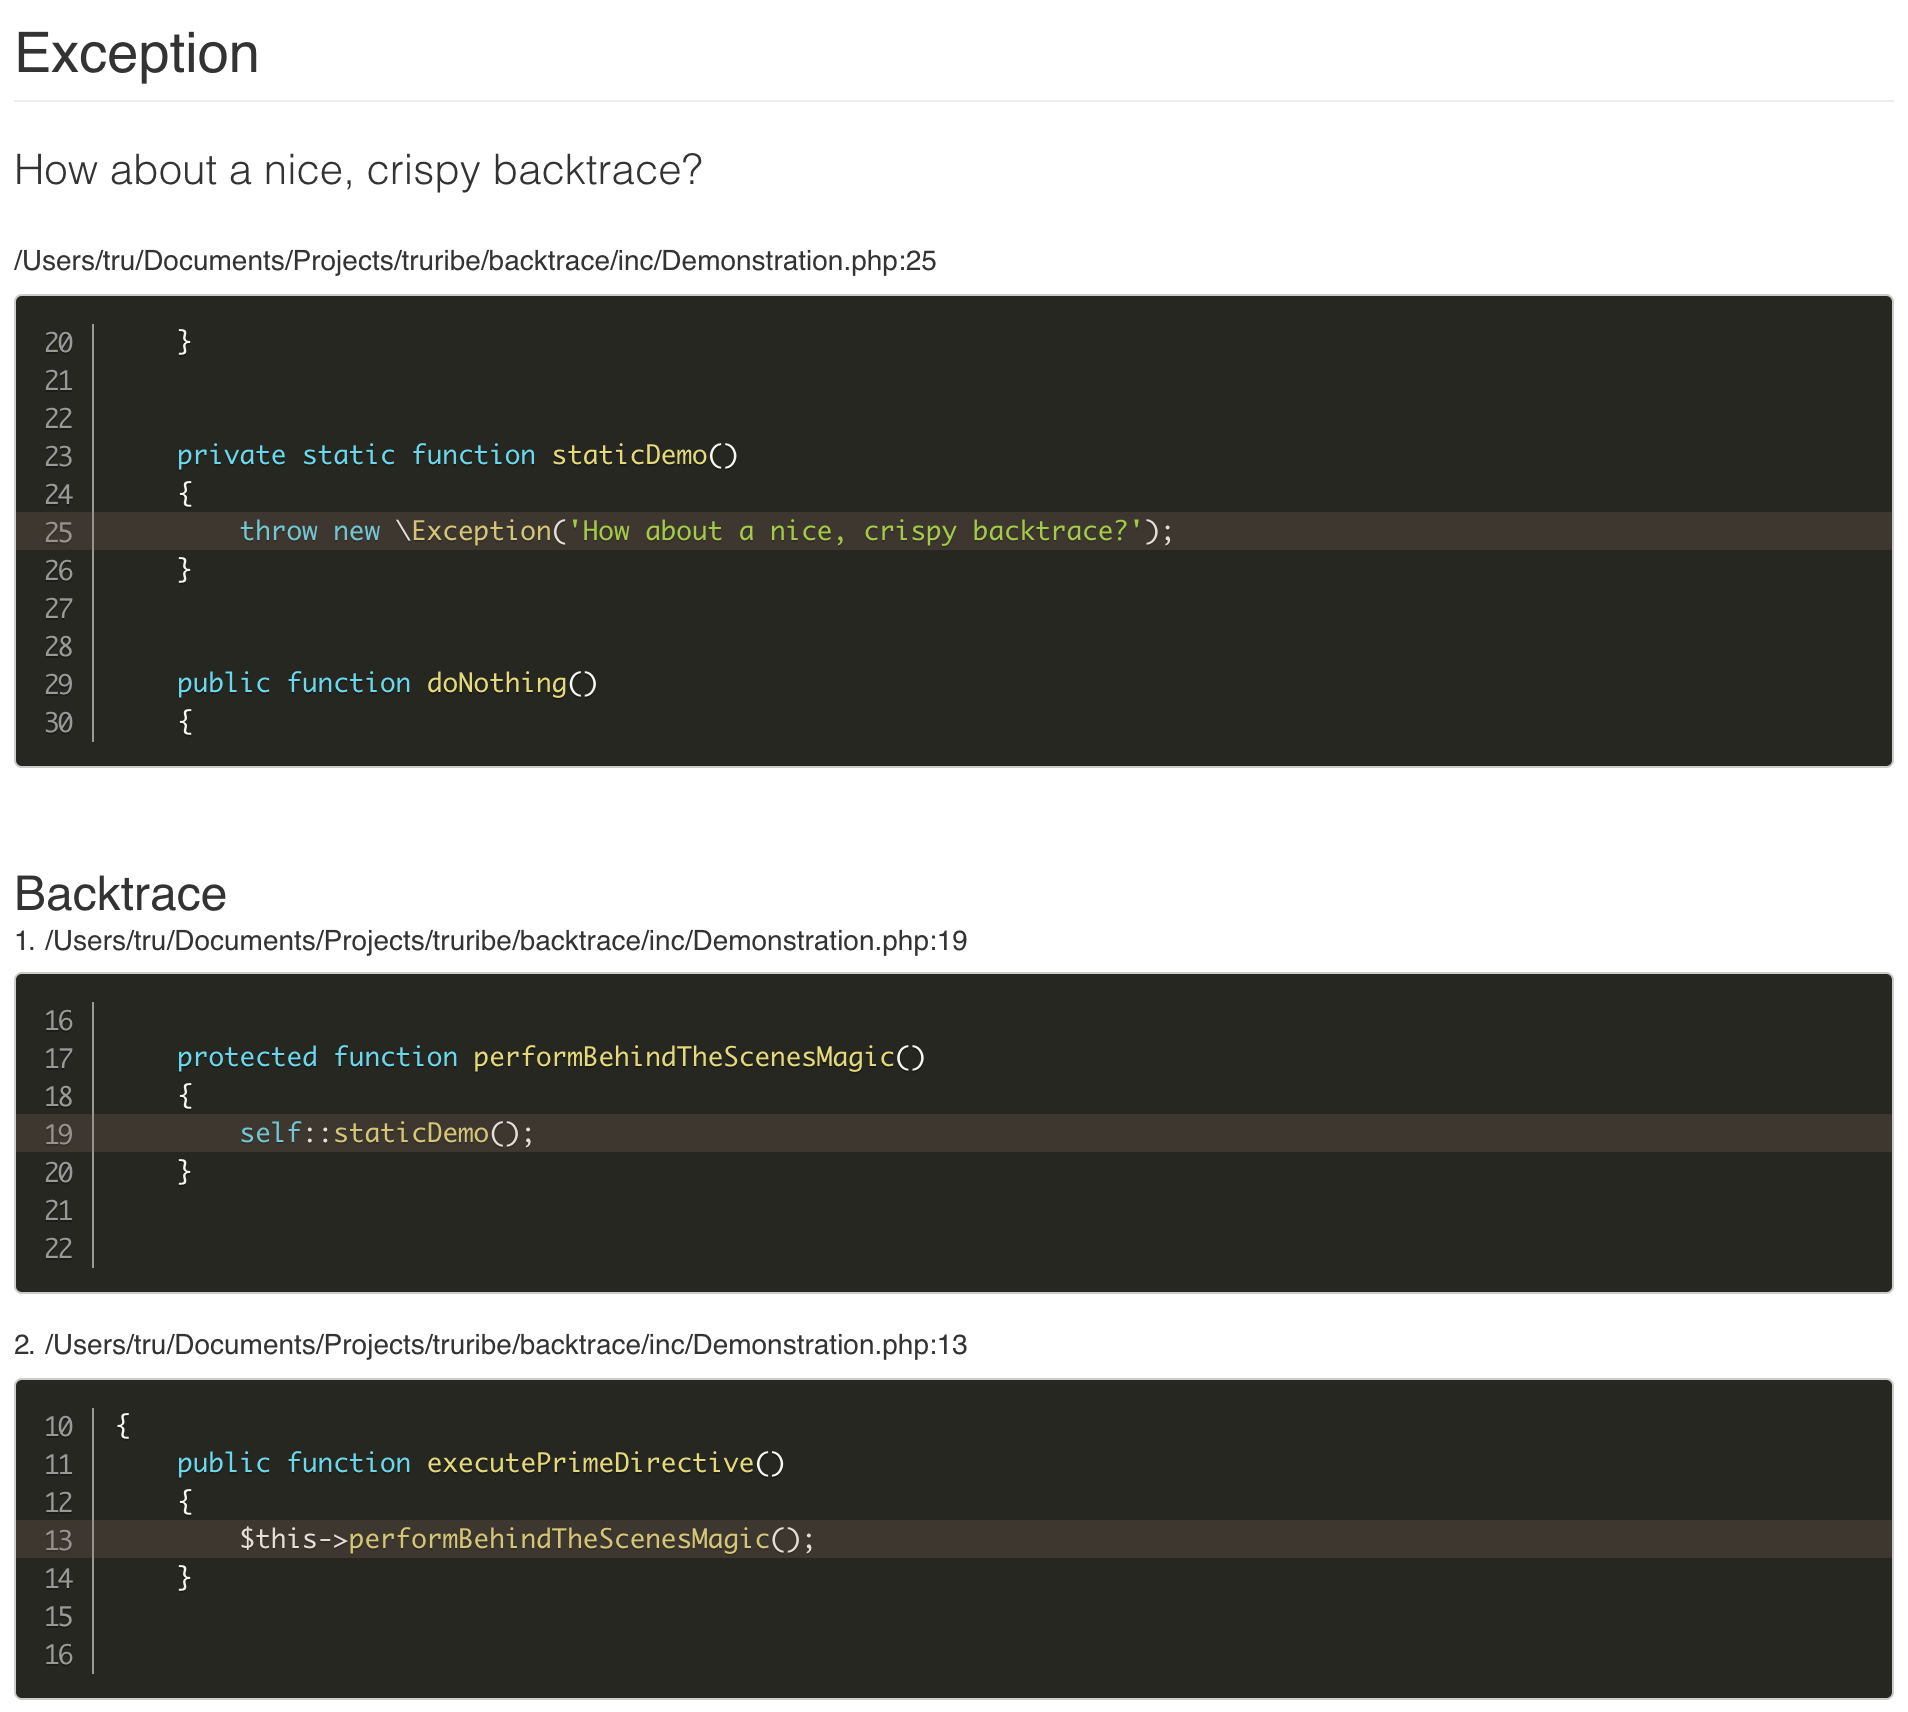 Exception
How about a nice, crispy backtrace?
/Users/tru/Documents/Projects/truribe/backtrace/inc/Demonstration.php:25
20 }
21
22
23 private static function staticDemo()
24 {
25 throw new \Exception('How about a nice, crispy backtrace?');
26 }
27
28
29 public function doNothing()
30 {
Backtrace
1. /Users/tru/Documents/Projects/truribe/backtrace/inc/Demonstration.php:19
16
17 protected function performBehindTheScenesMagic()
18 {
19 self::staticDemo();
20 }
21
22
2. /Users/tru/Documents/Projects/truribe/backtrace/inc/Demonstration.php:13
10 {
11 public function executePrimeDirective()
12 {
13 $this->performBehindTheScenesMagic();
14 }
15
16